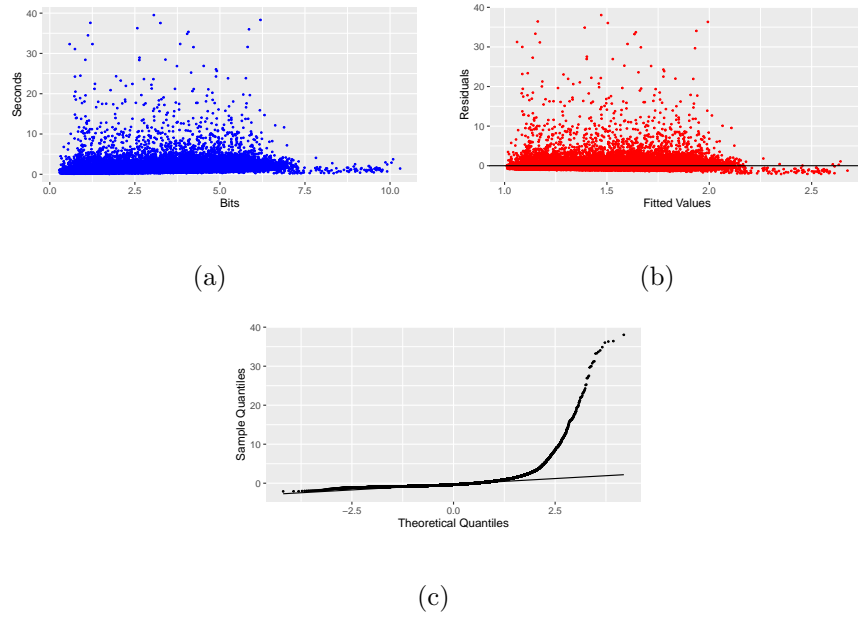 40
30
20
10
0
Seconds
0.0 2.5 5.0 7.5 10.0
Bits
(a)
40
30
20
10
0
Residuals
1.0 1.5 2.0 2.5
Fitted Values
(b)
40
30
20
10
0
Sample Quantiles
−2.5 0.0 2.5
Theoretical Quantiles
(c)